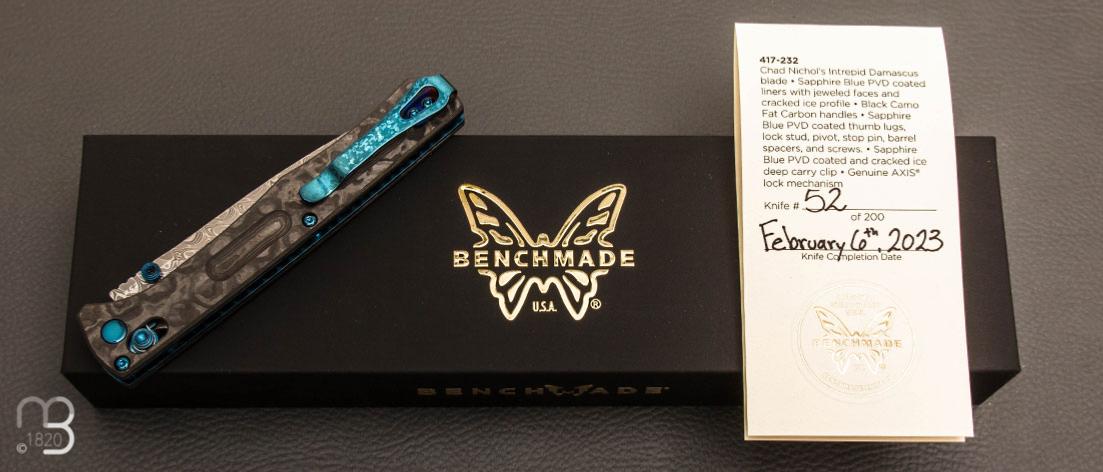 BENCHMADE
U.S.A. ®
BENCHMADE®
417-232
Chad Nichol's Intrepid Damascus
blade • Sapphire Blue PVD coated
liners with jeweled faces and
cracked ice profile • Black Camo
Fat Carbon handles • Sapphire
Blue PVD coated thumb lugs,
lock stud, pivot, stop pin, barrel
spacers, and screws. • Sapphire
Blue PVD coated and cracked ice
deep carry clip • Genuine AXIS®
lock mechanism
Knife # 52
of 200
February 6th, 2023
Knife Completion Date
BENCHMADE
MB
©1820